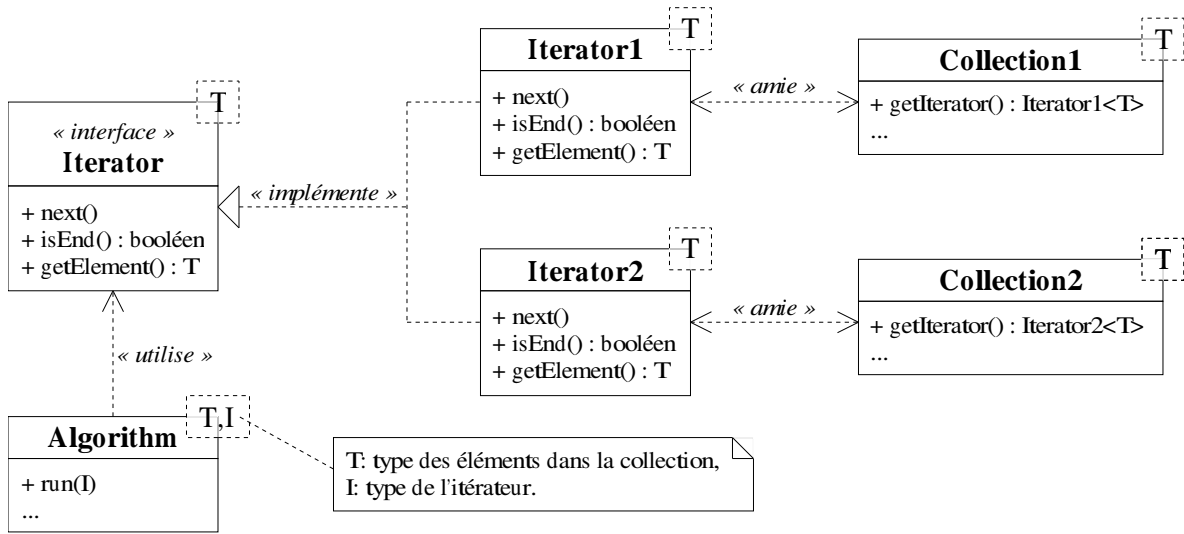 T
« interface »
Iterator
+ next()
+ isEnd() : booléen
+ getElement() : T
« implémente »
T
Iterator1
+ next()
+ isEnd() : booléen
+ getElement() : T
« amie »
T
Collection1
+ getIterator() : Iterator1<T>
...
T
Iterator2
+ next()
+ isEnd() : booléen
+ getElement() : T
« amie »
T
Collection2
+ getIterator() : Iterator2<T>
...
« utilise »
T,I
Algorithm
+ run(I)
...
T: type des éléments dans la collection,
I: type de l'itérateur.